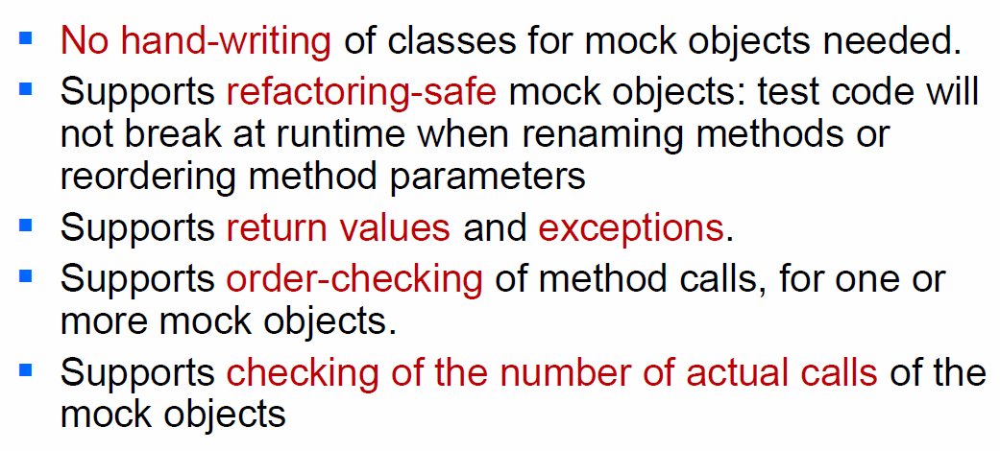 ▪ No hand-writing of classes for mock objects needed.
▪ Supports refactoring-safe mock objects: test code will
not break at runtime when renaming methods or
reordering method parameters
▪ Supports return values and exceptions.
▪ Supports order-checking of method calls, for one or
more mock objects.
▪ Supports checking of the number of actual calls of the
mock objects